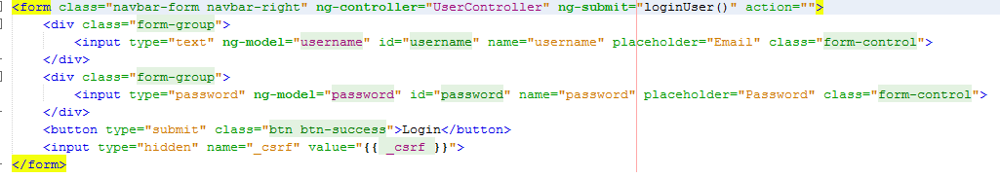 <form class="navbar-form navbar-right" ng-controller="UserController" ng-submit="loginUser()" action="">
<div class="form-group">
<input type="text" ng-model="username" id="username" name="username" placeholder="Email" class="form-control">
</div>
<div class="form-group">
<input type="password" ng-model="password" id="password" name="password" placeholder="Password" class="form-control">
</div>
<button type="submit" class="btn btn-success">Login</button>
<input type="hidden" name="_csrf" value="{{ _csrf }}">
</form>